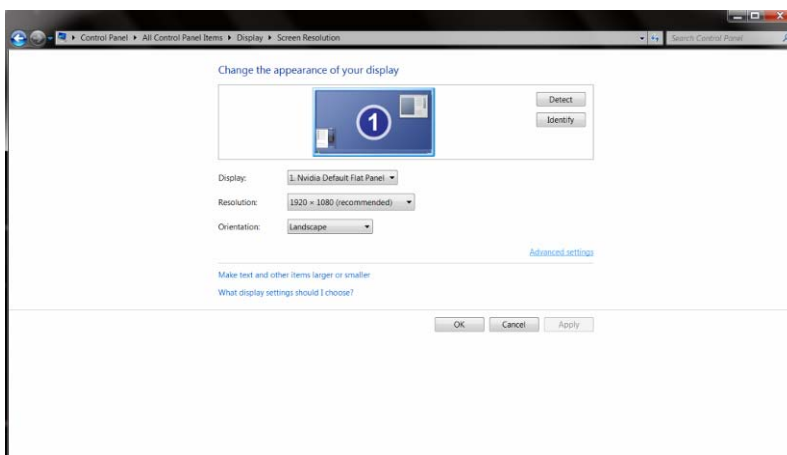 Control Panel ▸ All Control Panel Items ▸ Display ▸ Screen Resolution
Search Control Panel
Change the appearance of your display
1
Detect
Identify
Display: 1. Nvidia Default Flat Panel
Resolution: 1920 × 1080 (recommended)
Orientation: Landscape
Advanced settings
Make text and other items larger or smaller
What display settings should I choose?
OK Cancel Apply